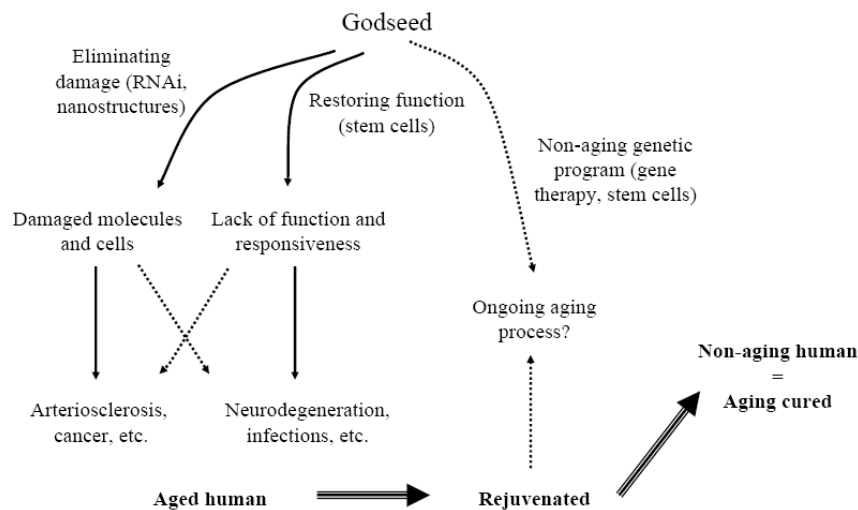 Godseed
Eliminating
damage (RNAi,
nanostructures)
Restoring function
(stem cells)
Non-aging genetic
program (gene
therapy, stem cells)
Damaged molecules
and cells
Lack of function and
responsiveness
Ongoing aging
process?
Non-aging human
=
Aging cured
Arteriosclerosis,
cancer, etc.
Neurodegeneration,
infections, etc.
Aged human
Rejuvenated